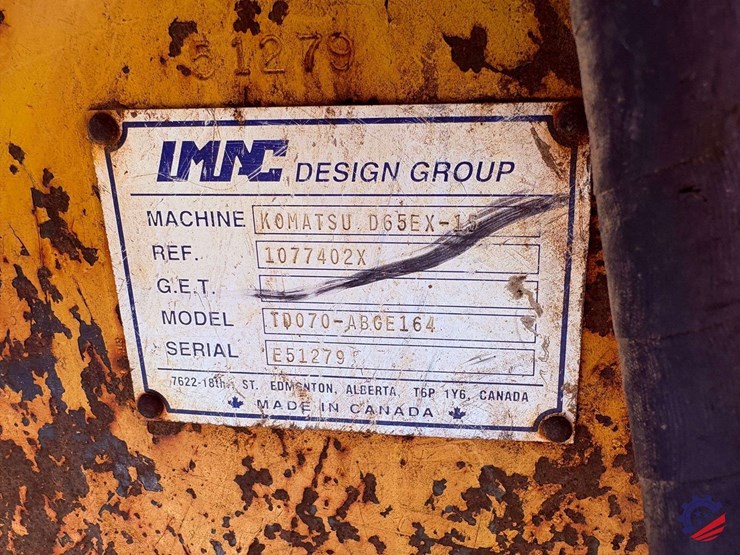 51279
IMAC DESIGN GROUP
MACHINE KOMATSU D65EX-15
REF. 1077402X
G.E.T.
MODEL TD070-ABGE164
SERIAL E51279
7622-18th. ST. EDMONTON, ALBERTA. T6P 1Y6, CANADA
MADE IN CANADA